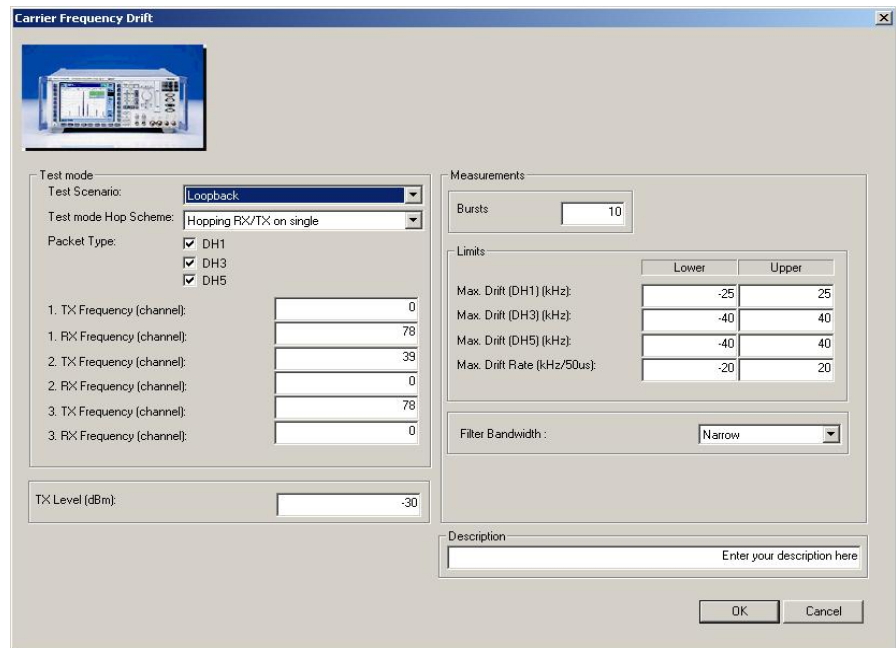 Carrier Frequency Drift
Test mode
Test Scenario: Loopback
Test mode Hop Scheme: Hopping RX/TX on single
Packet Type: DH1
DH3
DH5
1. TX Frequency (channel): 0
1. RX Frequency (channel): 78
2. TX Frequency (channel): 39
2. RX Frequency (channel): 0
3. TX Frequency (channel): 78
3. RX Frequency (channel): 0
TX Level (dBm): -30
Measurements
Bursts 10
Limits
Lower Upper
Max. Drift (DH1) (kHz): -25 25
Max. Drift (DH3) (kHz): -40 40
Max. Drift (DH5) (kHz): -40 40
Max. Drift Rate (kHz/50us): -20 20
Filter Bandwidth : Narrow
Description
Enter your description here
OK Cancel